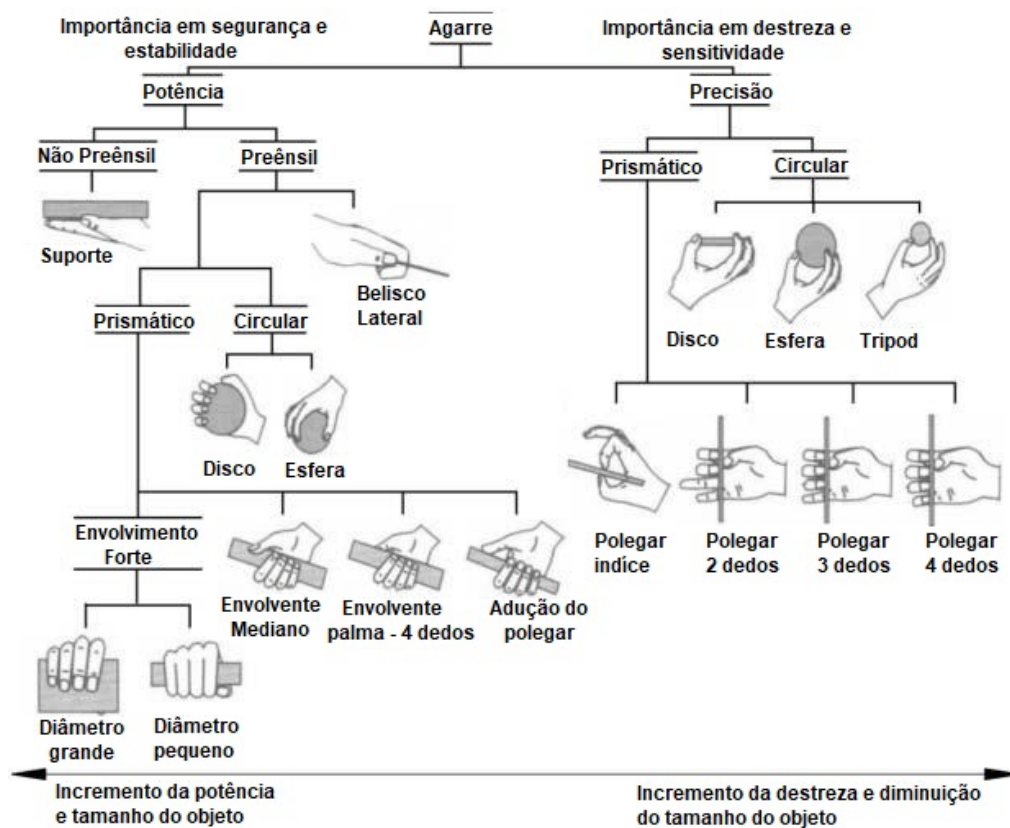 Importância em segurança e
estabilidade
Agarre
Importância em destreza e
sensitividade
Potência
Precisão
Não Preênsil
Preênsil
Prismático
Circular
Suporte
Belisco
Lateral
Disco
Esfera
Tripod
Prismático
Circular
Disco
Esfera
Envolvimento
Forte
Envolvente
Mediano
Envolvente
palma - 4 dedos
Adução do
polegar
Polegar
indíce
Polegar
2 dedos
Polegar
3 dedos
Polegar
4 dedos
Diâmetro
grande
Diâmetro
pequeno
Incremento da potência
e tamanho do objeto
Incremento da destreza e diminuição
do tamanho do objeto